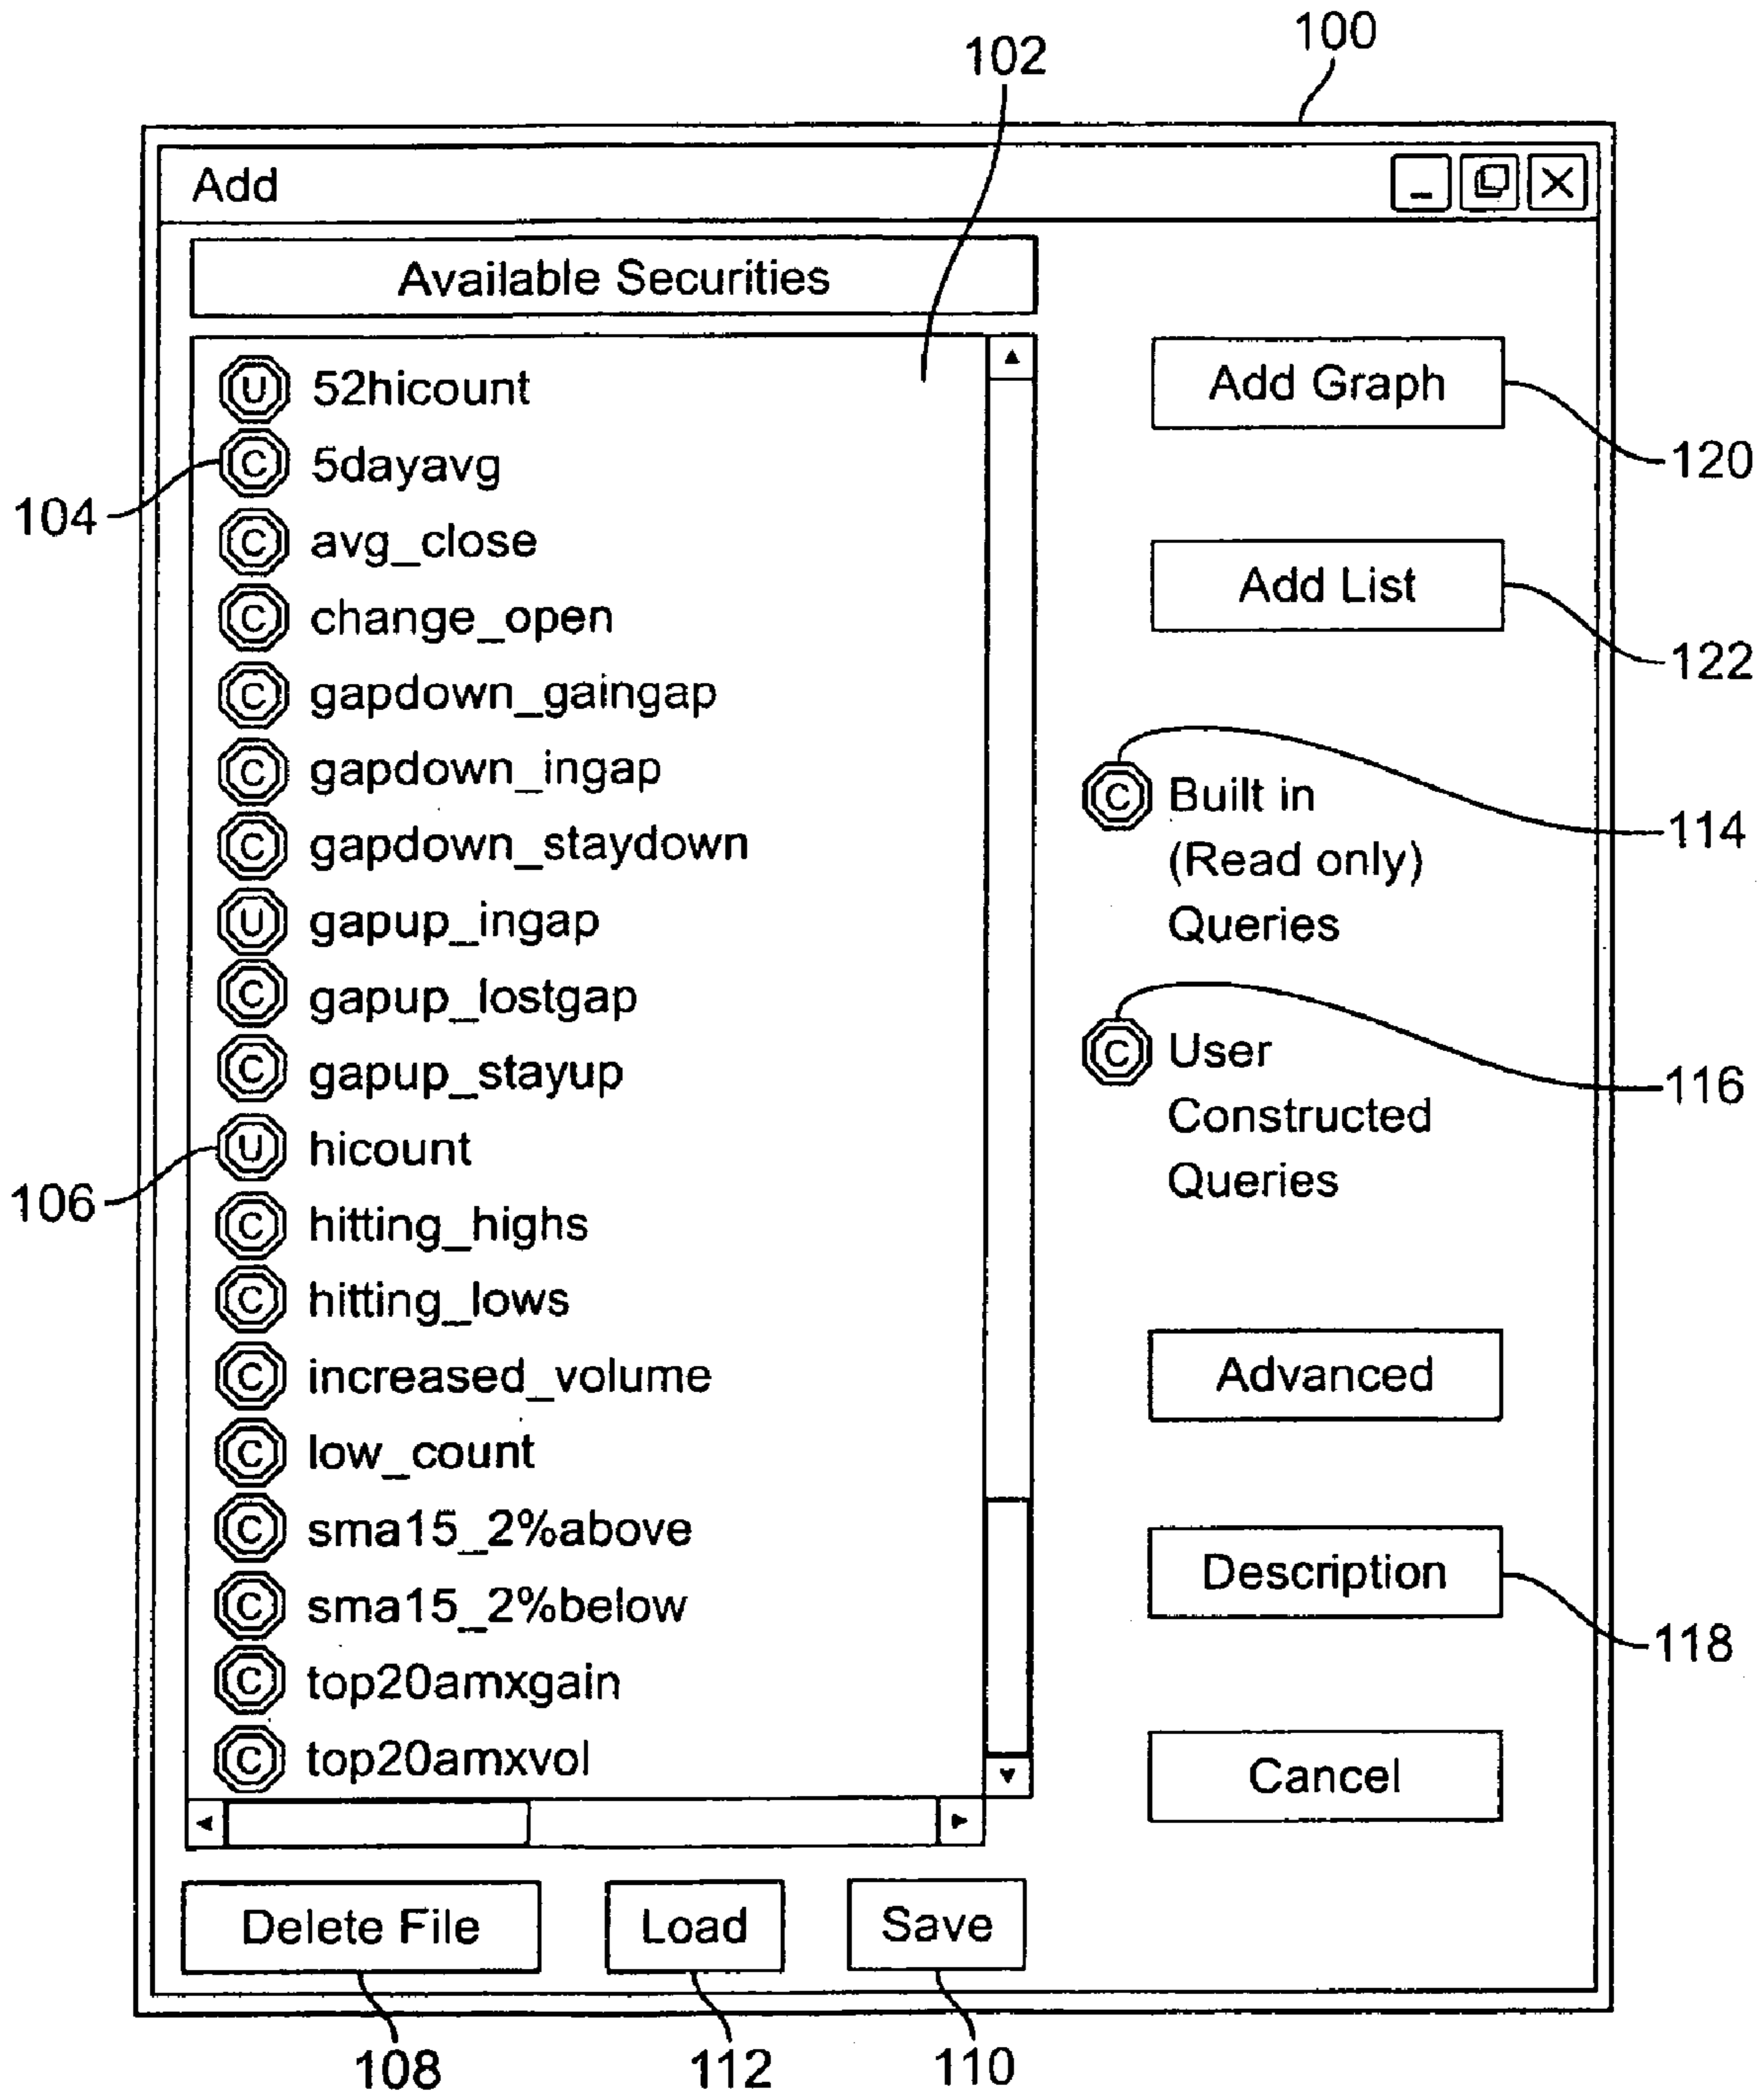 100
102
Add
Available Securities
U 52hicount
C 5dayavg
104
C avg_close
C change_open
C gapdown_gaingap
C gapdown_ingap
C gapdown_staydown
U gapup_ingap
C gapup_lostgap
C gapup_stayup
U hicount
106
C hitting_highs
C hitting_lows
C increased_volume
C low_count
C sma15_2%above
C sma15_2%below
C top20amxgain
C top20amxvol
Add Graph
120
Add List
122
C Built in
(Read only)
Queries
114
C User
Constructed
Queries
116
Advanced
Description
118
Cancel
Delete File
Load
Save
108
112
110